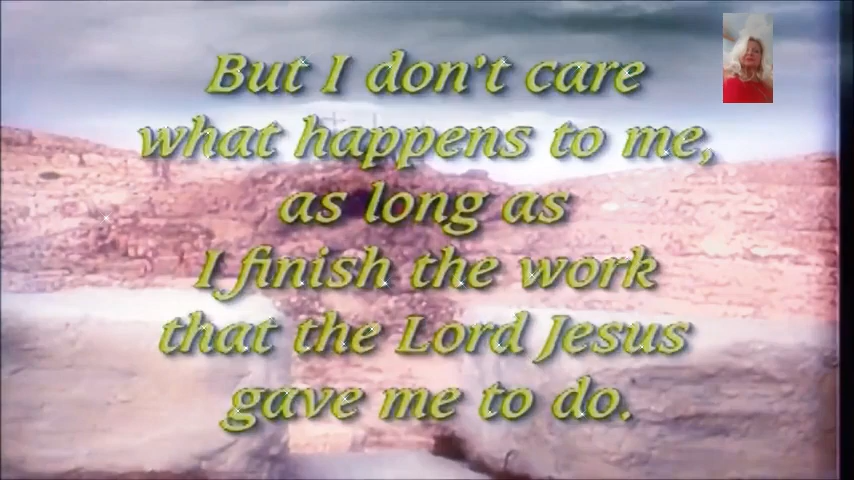 But I don't care
what happens to me,
as long as
I finish the work
that the Lord Jesus
gave me to do.